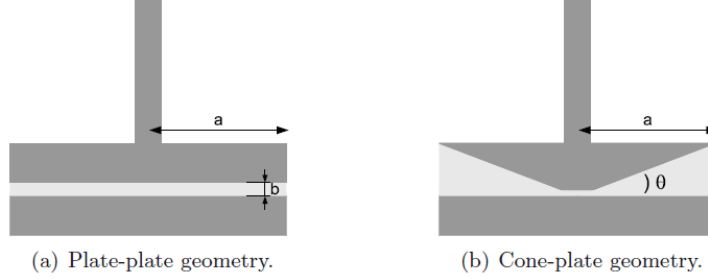 a
b
(a) Plate-plate geometry.
a
θ
(b) Cone-plate geometry.